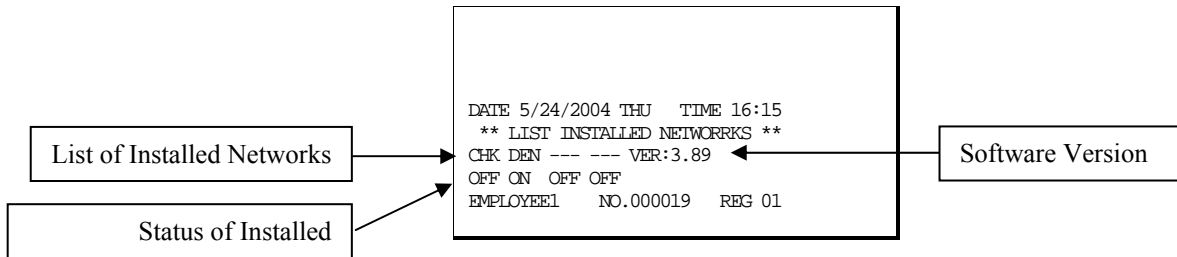 DATE 5/24/2004 THU TIME 16:15
** LIST INSTALLED NETWORRKS **
List of Installed Networks
CHK DEN --- --- VER:3.89
Software Version
OFF ON OFF OFF
EMPLOYEE1 NO.000019 REG 01
Status of Installed